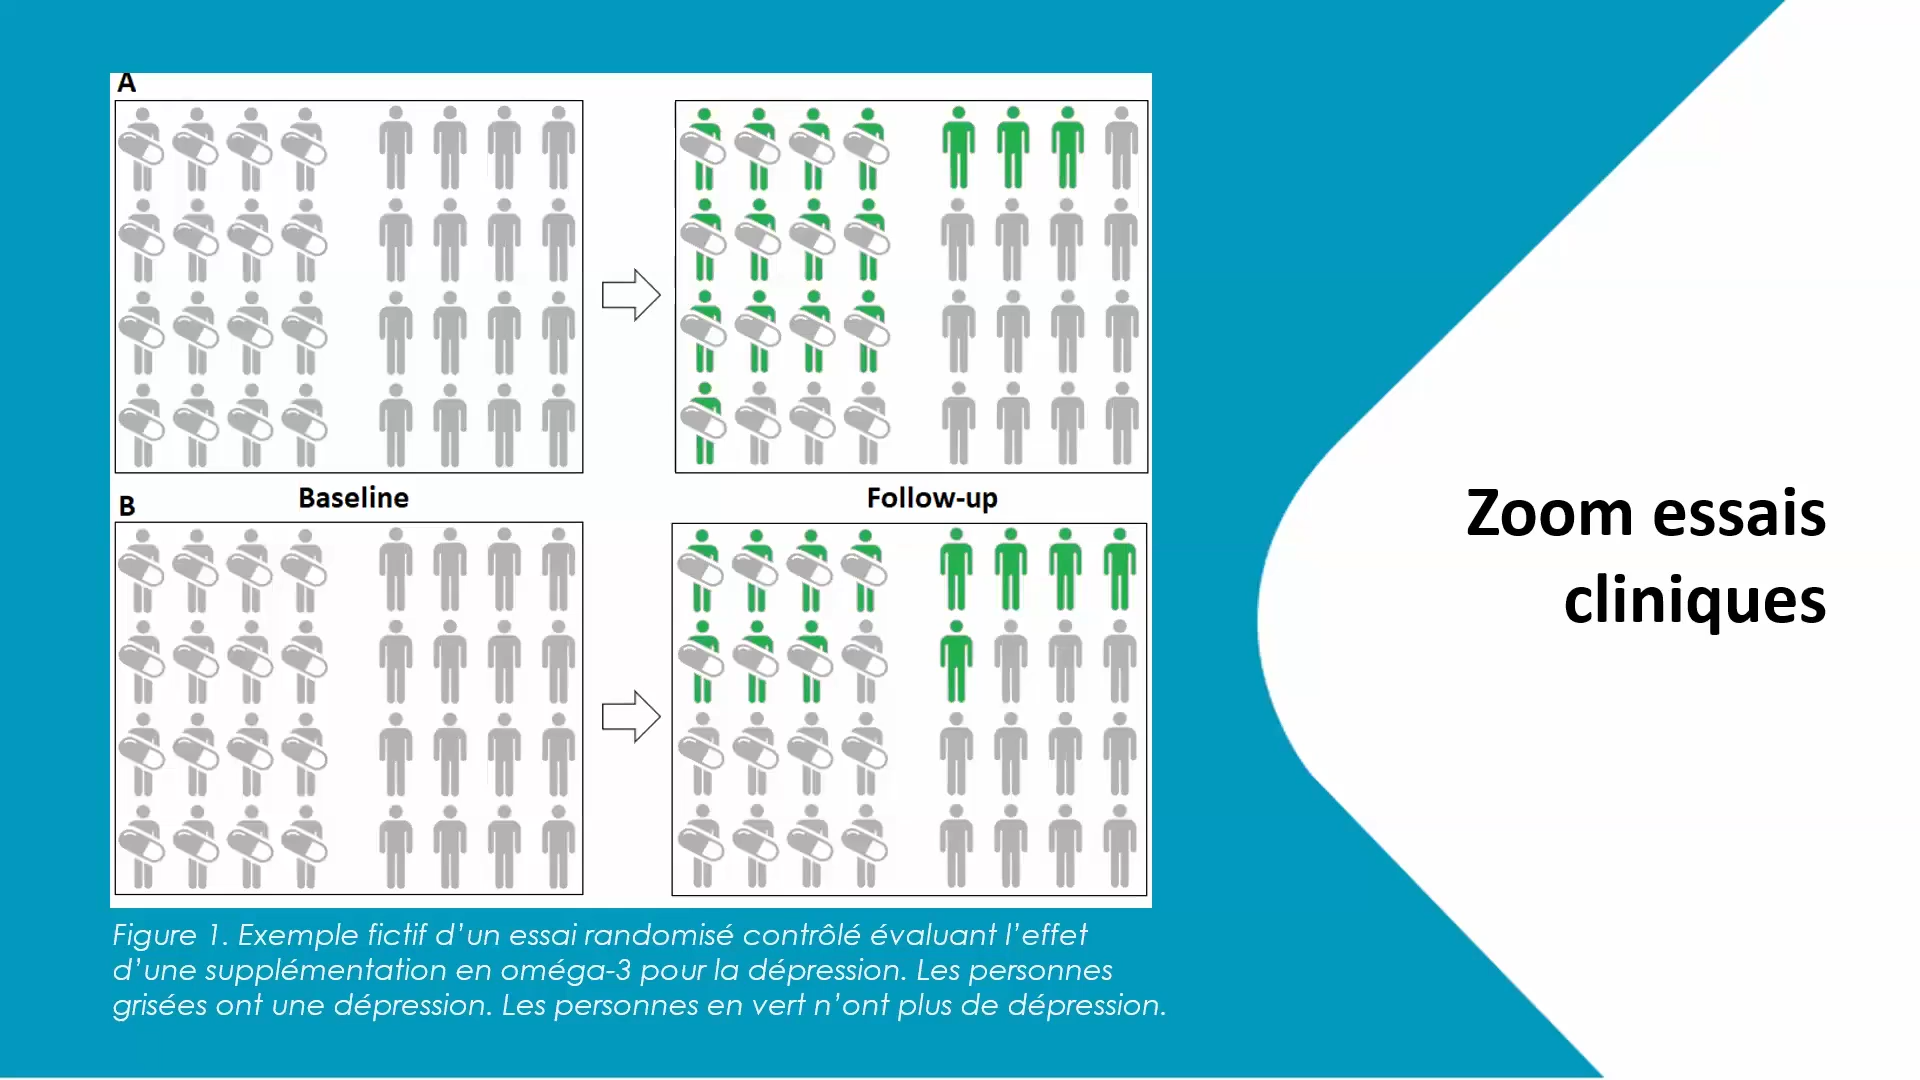 A
Baseline
Follow-up
B
Zoom essais
cliniques
Figure 1. Exemple fictif d’un essai randomisé contrôlé évaluant l’effet
d’une supplémentation en oméga-3 pour la dépression. Les personnes
grisées ont une dépression. Les personnes en vert n’ont plus de dépression.